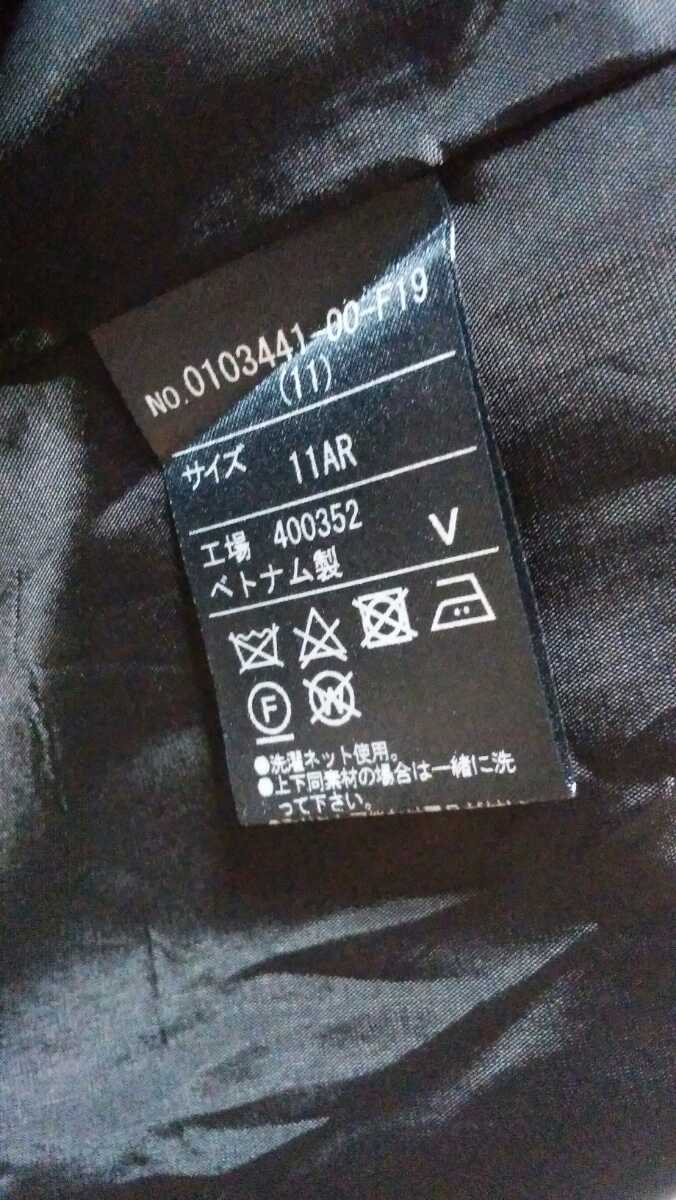 No.0103441-00-F19
(11)
サイズ 11AR
工場 400352 V
ベトナム製
F W
●洗濯ネット使用。
●上下同素材の場合は一緒に洗
って下さい。